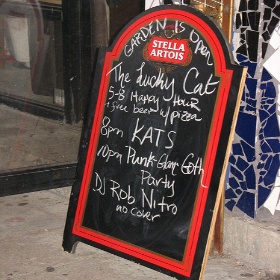 GARDEN IS OPEN
STELLA
ARTOIS
The Lucky Cat
5-8 Happy Hour
+ free beer w/pizza
8pm KATS
10pm Punk-Glam-Goth
Party
DJ Rob Nitro
no cover